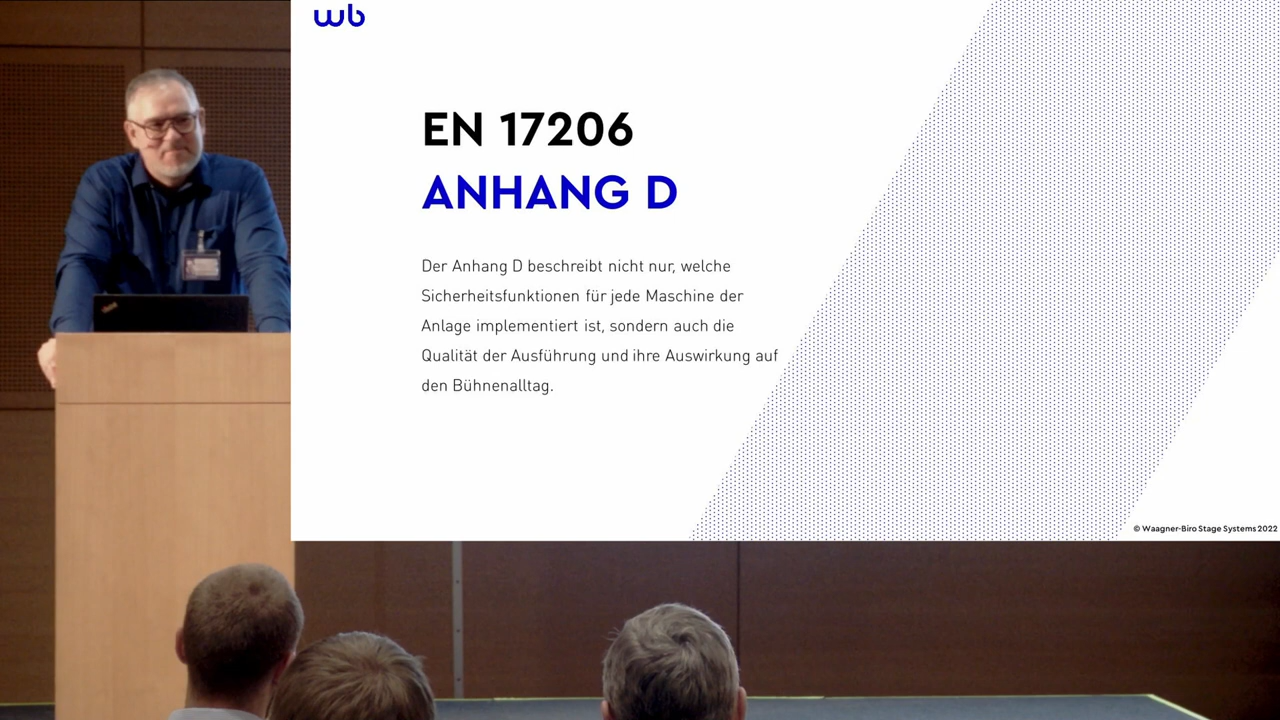 wb
EN 17206
ANHANG D
Der Anhang D beschreibt nicht nur, welche
Sicherheitsfunktionen für jede Maschine der
Anlage implementiert ist, sondern auch die
Qualität der Ausführung und ihre Auswirkung auf
den Bühnenalltag.
© Waagner-Biro Stage Systems 2022